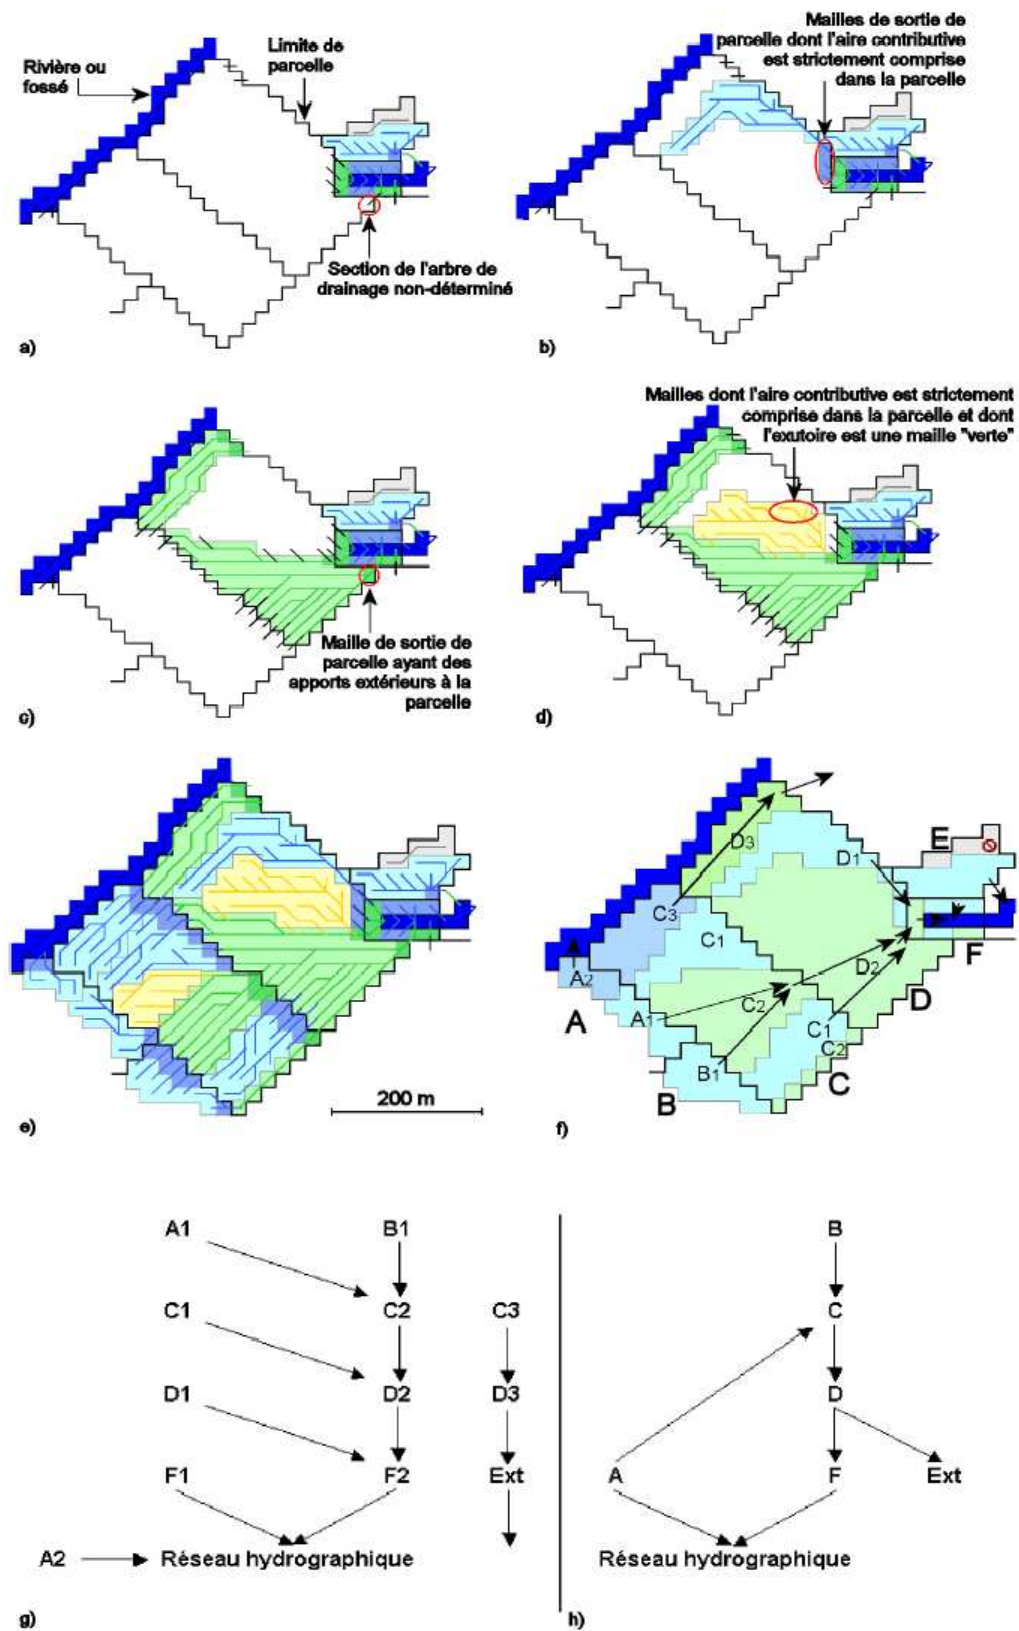 Rivière ou
fossé
Limite de
parcelle
Section de l'arbre de
drainage non-déterminé
a)
Mailles de sortie de
parcelle dont l'aire contributive
est strictement comprise
dans la parcelle
b)
Maille de sortie de
parcelle ayant des
apports extérieurs à la
parcelle
c)
Mailles dont l'aire contributive est strictement
comprise dans la parcelle et dont
l'exutoire est une maille "verte"
d)
200 m
e)
E
D3
D1
C3
C1
F
A2
D2
D
A
A1
C2
C1
C2
B1
C
B
f)
A1 B1
C1 C2 C3
D1 D2 D3
F1 F2 Ext
A2 Réseau hydrographique
g)
B
C
D
A F Ext
Réseau hydrographique
h)